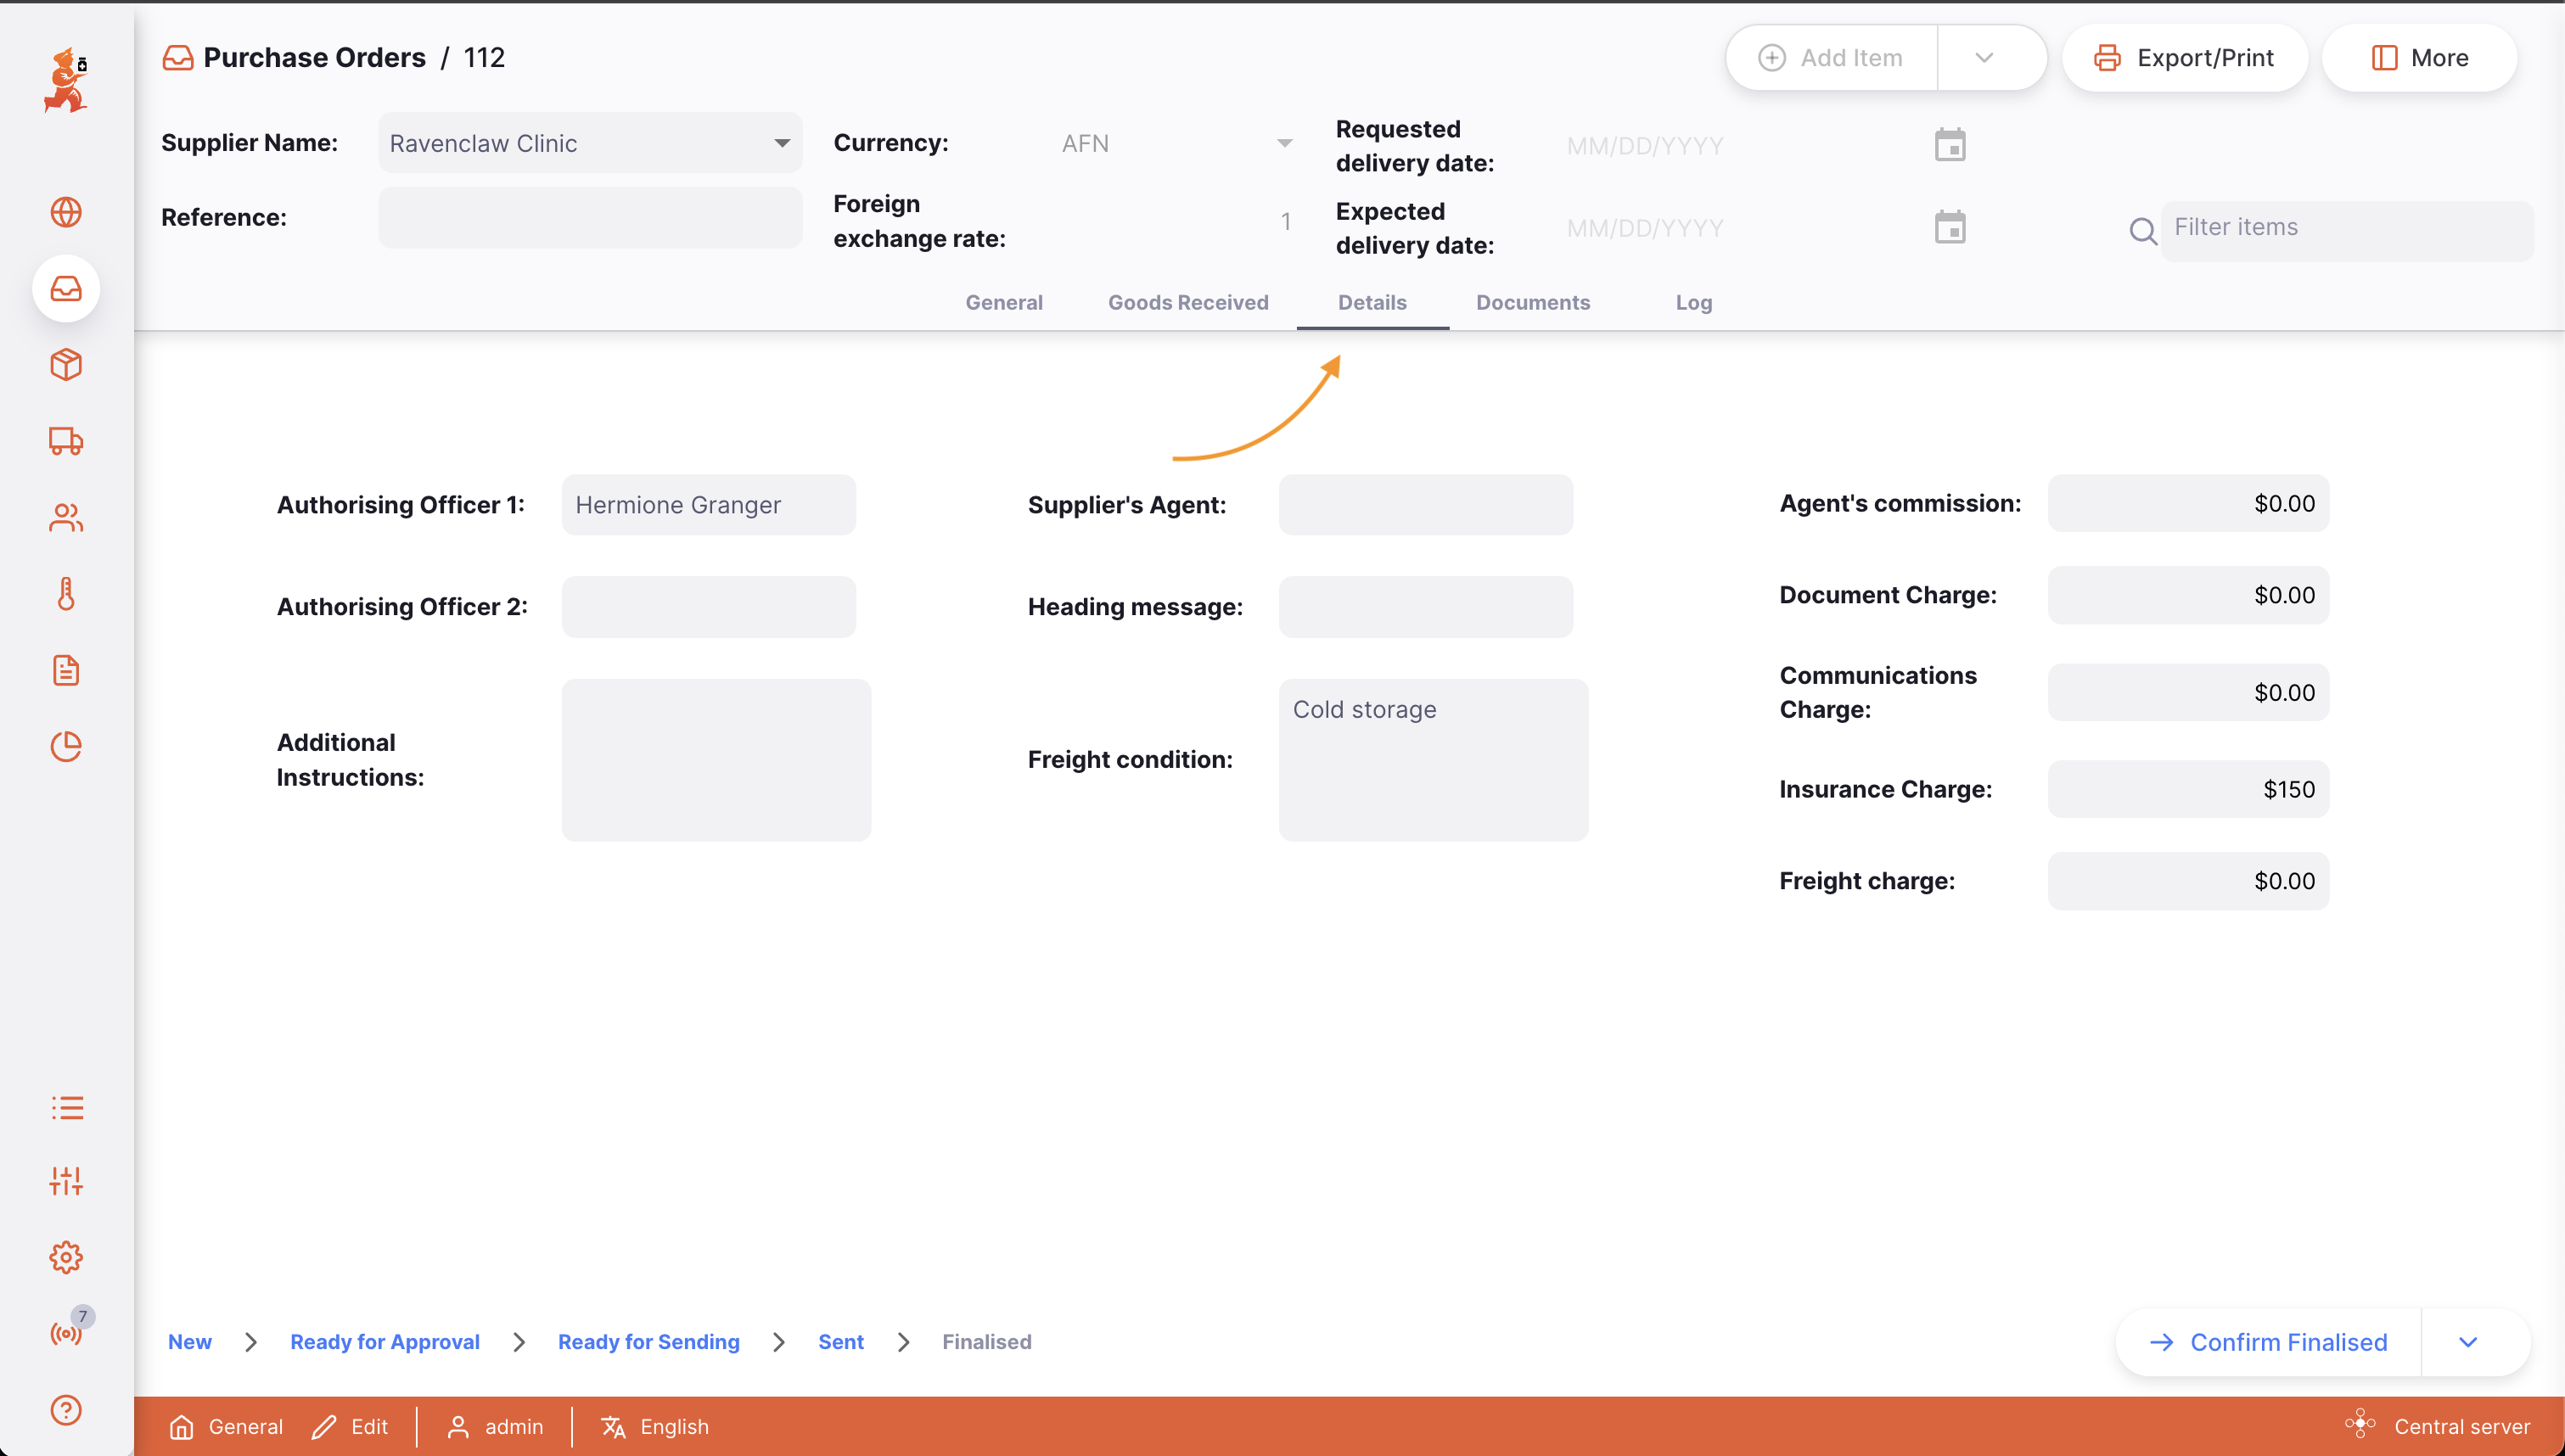 Purchase Orders / 112
Add Item
Export/Print
More
Supplier Name: Ravenclaw Clinic
Currency: AFN
Requested
delivery date:
MM/DD/YYYY
Reference:
Foreign
exchange rate:
1
Expected
delivery date:
MM/DD/YYYY
Filter items
General Goods Received Details Documents Log
Authorising Officer 1: Hermione Granger
Supplier's Agent:
Agent's commission: $0.00
Authorising Officer 2:
Heading message:
Document Charge: $0.00
Additional
Instructions:
Freight condition: Cold storage
Communications
Charge:
$0.00
Insurance Charge: $150
Freight charge: $0.00
7
New Ready for Approval Ready for Sending Sent Finalised
Confirm Finalised
General Edit admin English
Central server